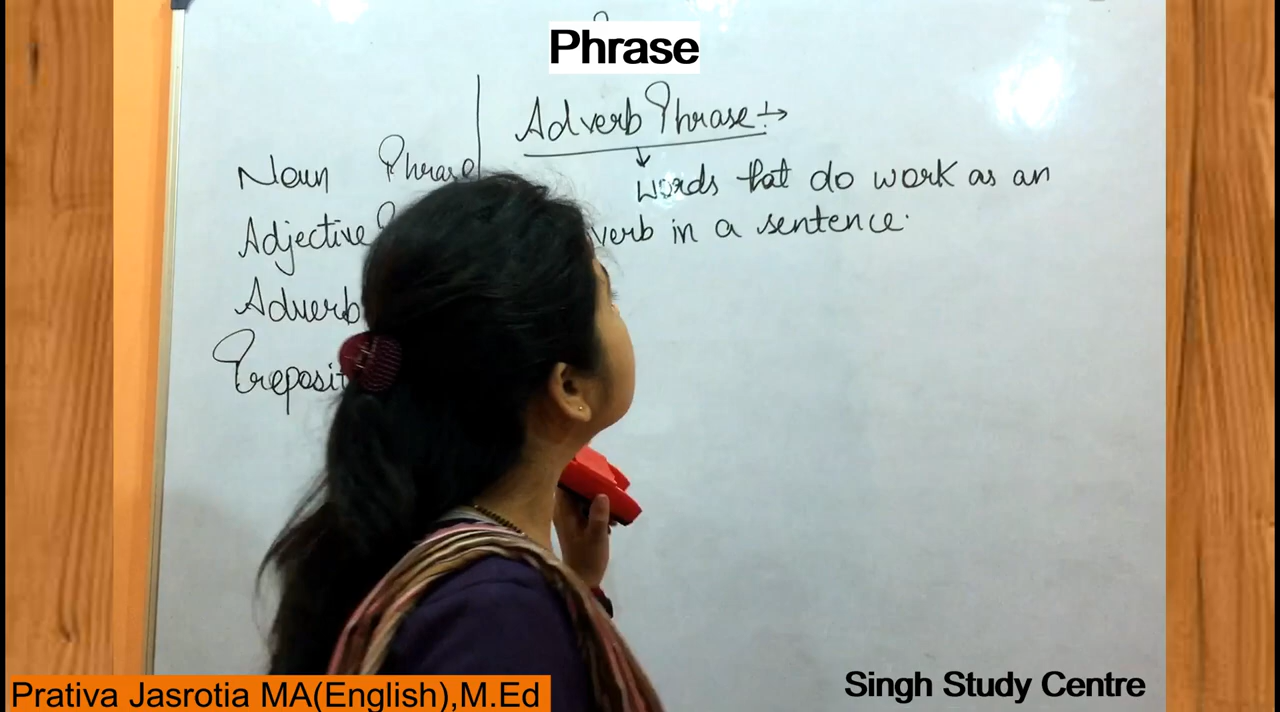 Phrase
Adverb Phrase :→
Noun Phrase
words that do work as an
Adjective
verb in a sentence.
Adverb
Preposit
Prativa Jasrotia MA(English),M.Ed
Singh Study Centre